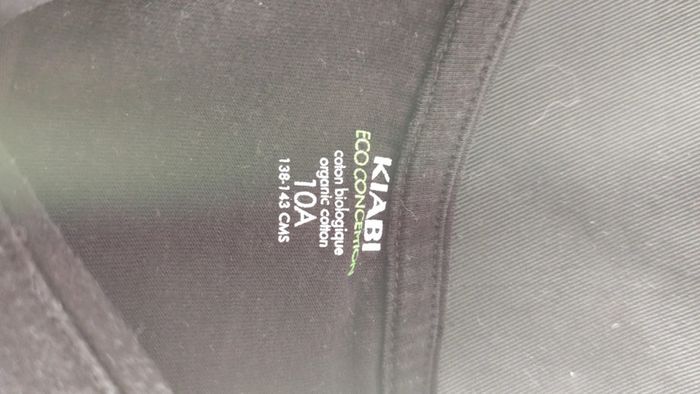 KIABI
ECO CONCEPTION
coton biologique
organic cotton
10A
138-143 CMS